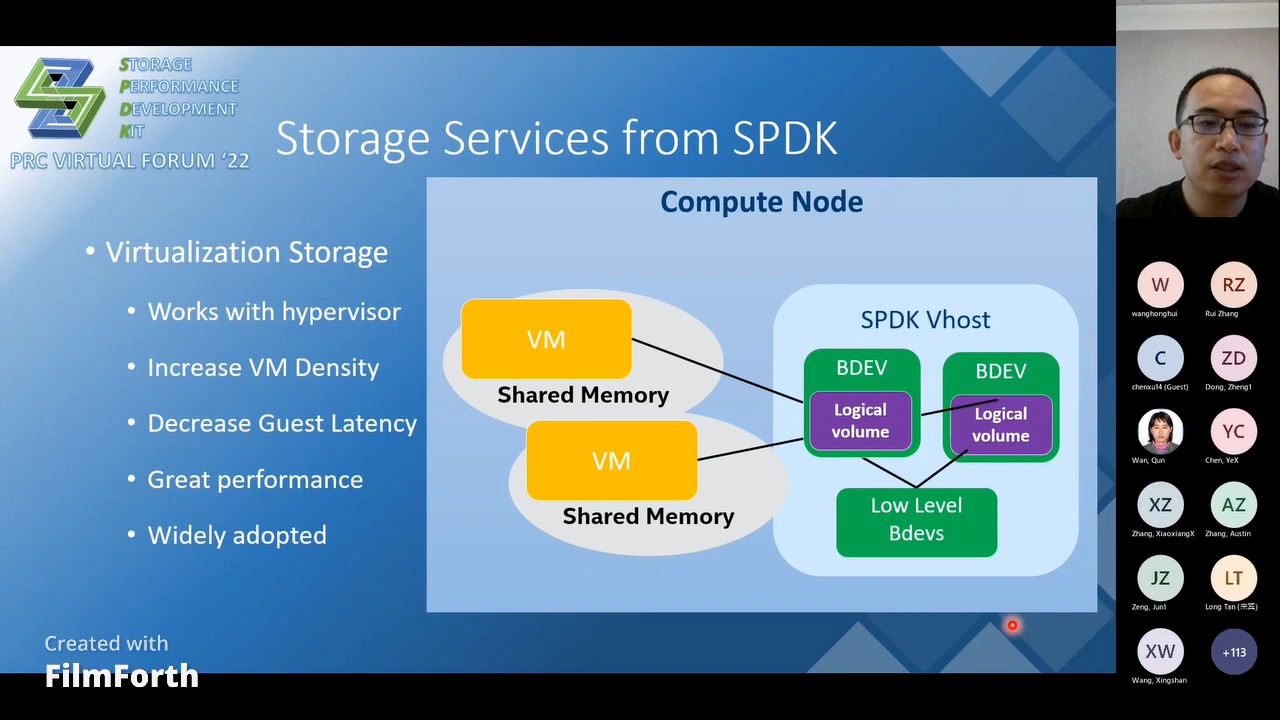 STORAGE
PERFORMANCE
DEVELOPMENT
KIT
PRC VIRTUAL FORUM ‘22
Storage Services from SPDK
• Virtualization Storage
• Works with hypervisor
• Increase VM Density
• Decrease Guest Latency
• Great performance
• Widely adopted
Compute Node
VM
Shared Memory
VM
Shared Memory
SPDK Vhost
BDEV
Logical
volume
BDEV
Logical
volume
Low Level
Bdevs
Created with
FilmForth
W
wanghonghui
RZ
Rui Zhang
C
chenxu14 (Guest)
ZD
Dong, Zheng1
Wan, Qun
YC
Chen, YeX
XZ
Zhang, XiaoxiangX
AZ
Zhang, Austin
JZ
Zeng, Jun1
LT
Long Tan (宋宾)
XW
Wang, Xingshan
+113